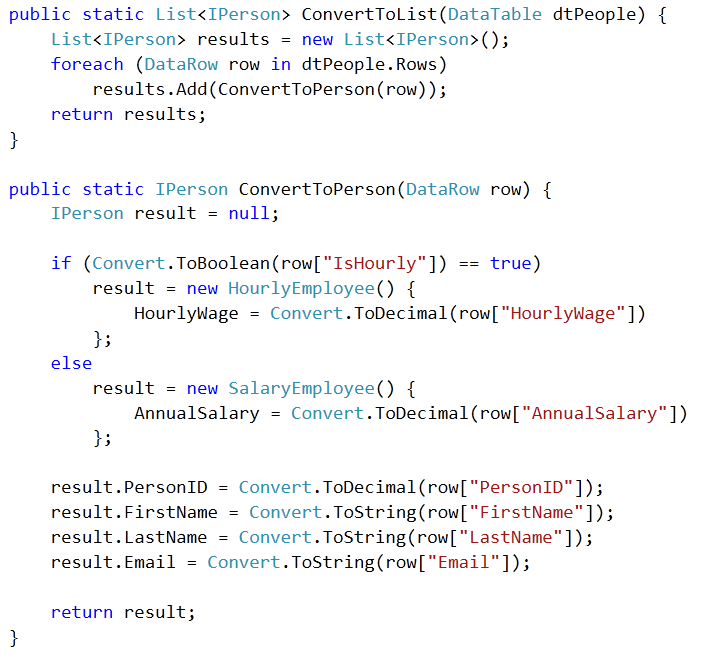 public static List<IPerson> ConvertToList(DataTable dtPeople) {
    List<IPerson> results = new List<IPerson>();
    foreach (DataRow row in dtPeople.Rows)
        results.Add(ConvertToPerson(row));
    return results;
}

public static IPerson ConvertToPerson(DataRow row) {
    IPerson result = null;

    if (Convert.ToBoolean(row["IsHourly"]) == true)
        result = new HourlyEmployee() {
            HourlyWage = Convert.ToDecimal(row["HourlyWage"])
        };
    else
        result = new SalaryEmployee() {
            AnnualSalary = Convert.ToDecimal(row["AnnualSalary"])
        };

    result.PersonID = Convert.ToDecimal(row["PersonID"]);
    result.FirstName = Convert.ToString(row["FirstName"]);
    result.LastName = Convert.ToString(row["LastName"]);
    result.Email = Convert.ToString(row["Email"]);

    return result;
}